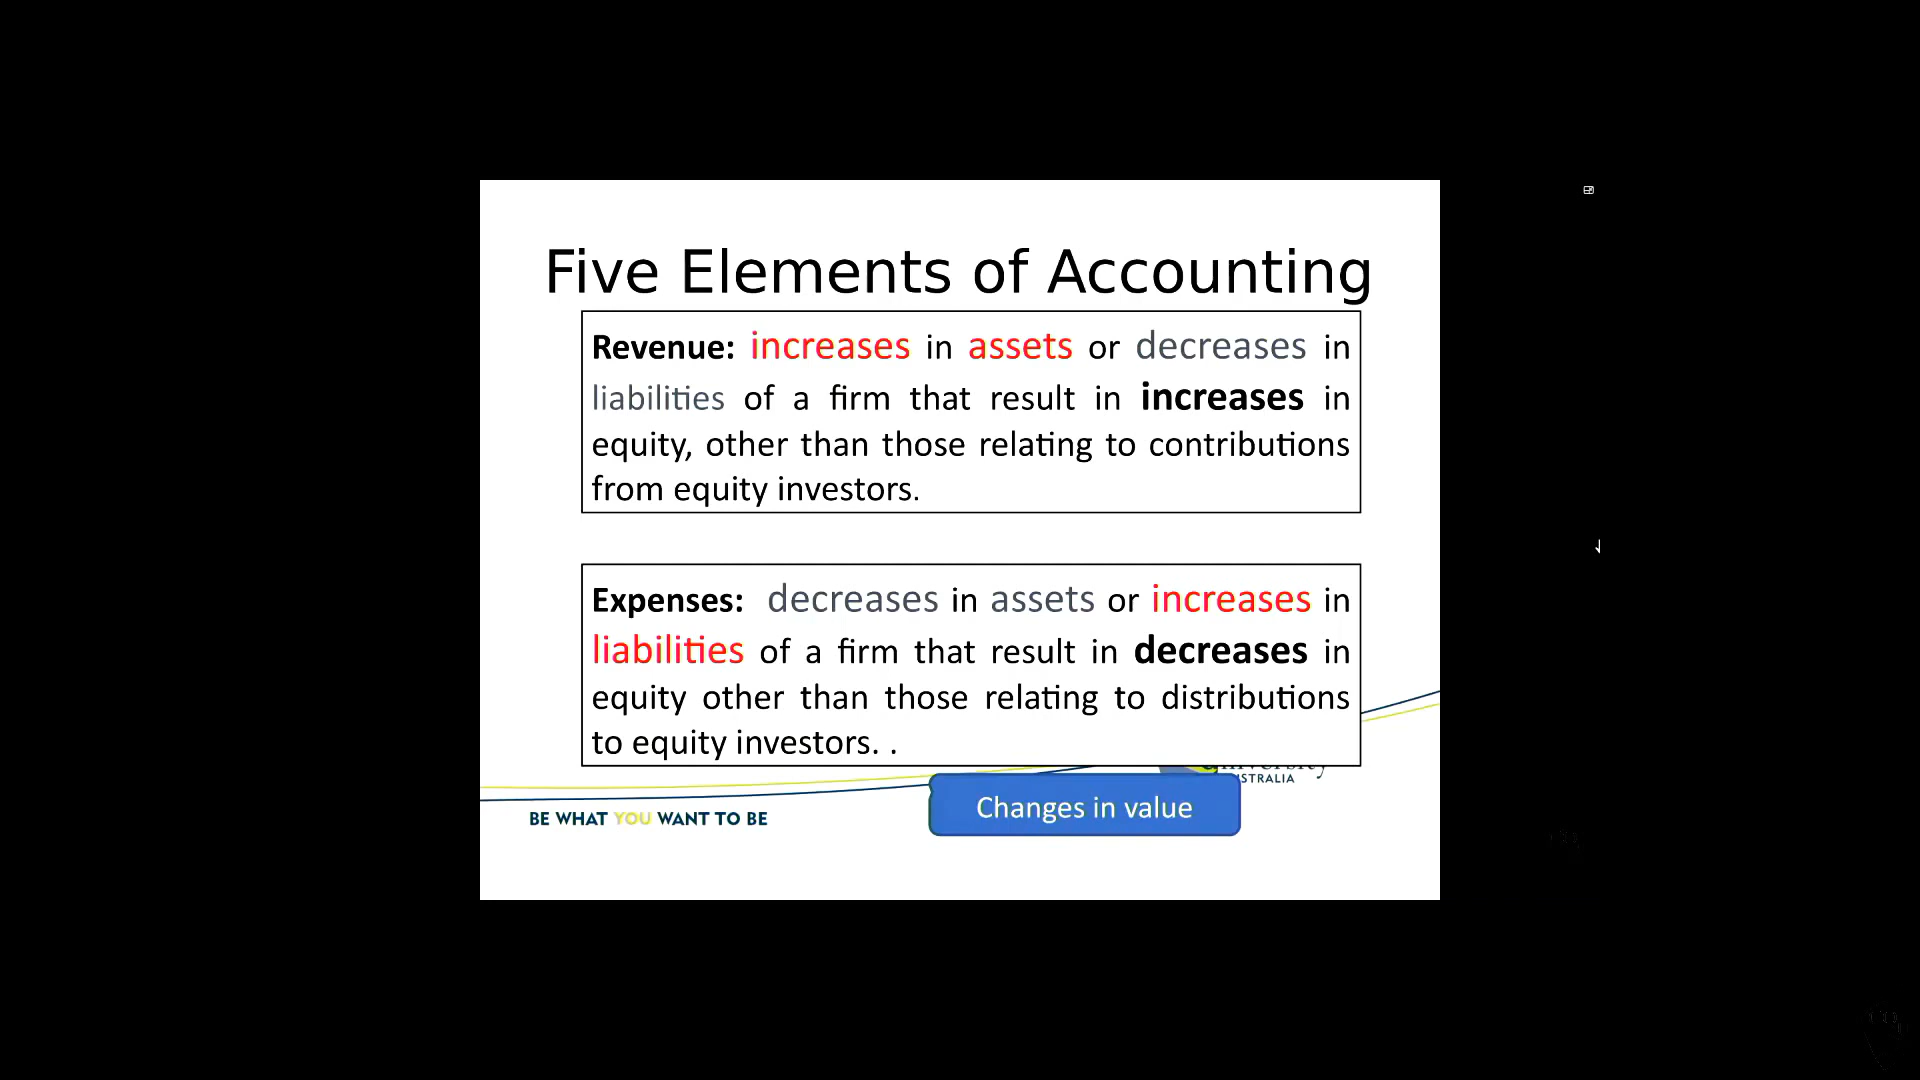 Five Elements of Accounting
Revenue: increases in assets or decreases in
liabilities of a firm that result in increases in
equity, other than those relating to contributions
from equity investors.
Expenses: decreases in assets or increases in
liabilities of a firm that result in decreases in
equity other than those relating to distributions
to equity investors. .
Changes in value
BE WHAT YOU WANT TO BE